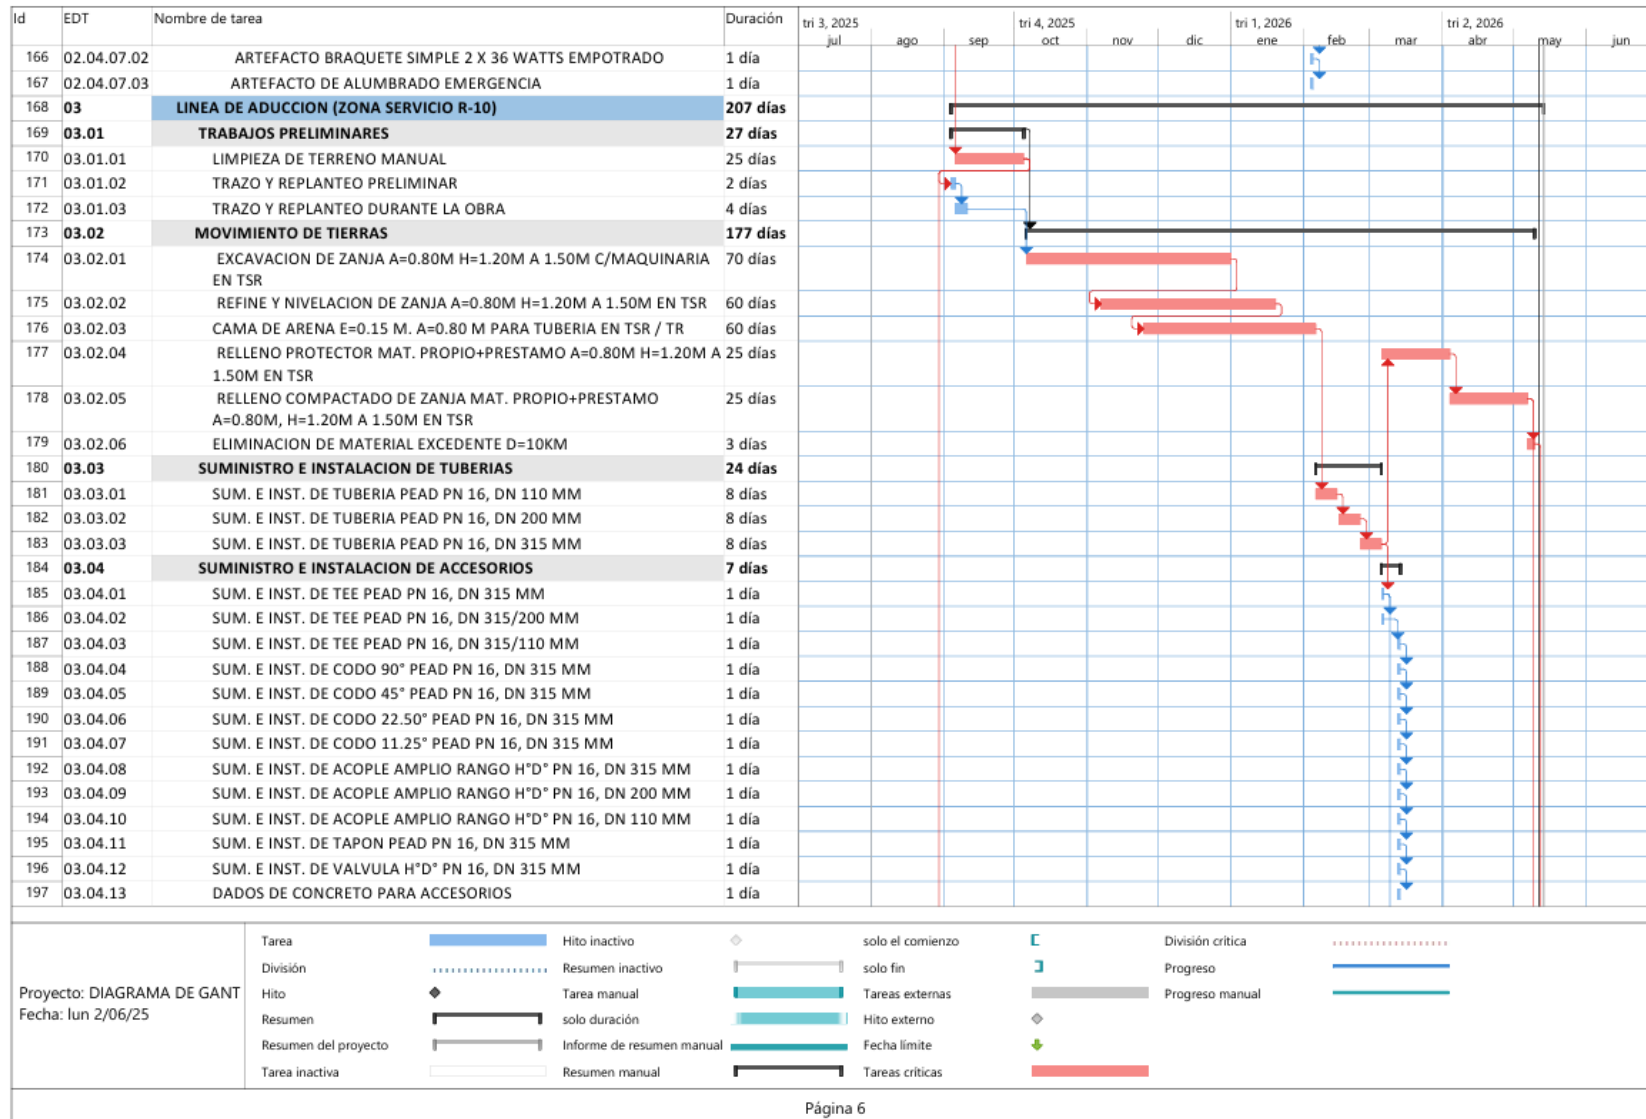 Id EDT Nombre de tarea Duración tri 3, 2025 tri 4, 2025 tri 1, 2026 tri 2, 2026
jul ago sep oct nov dic ene feb mar abr may jun
166 02.04.07.02 ARTEFACTO BRAQUETE SIMPLE 2 X 36 WATTS EMPOTRADO 1 día
167 02.04.07.03 ARTEFACTO DE ALUMBRADO EMERGENCIA 1 día
168 03 LINEA DE ADUCCION (ZONA SERVICIO R-10) 207 días
169 03.01 TRABAJOS PRELIMINARES 27 días
170 03.01.01 LIMPIEZA DE TERRENO MANUAL 25 días
171 03.01.02 TRAZO Y REPLANTEO PRELIMINAR 2 días
172 03.01.03 TRAZO Y REPLANTEO DURANTE LA OBRA 4 días
173 03.02 MOVIMIENTO DE TIERRAS 177 días
174 03.02.01 EXCAVACION DE ZANJA A=0.80M H=1.20M A 1.50M C/MAQUINARIA 70 días
EN TSR
175 03.02.02 REFINE Y NIVELACION DE ZANJA A=0.80M H=1.20M A 1.50M EN TSR 60 días
176 03.02.03 CAMA DE ARENA E=0.15 M. A=0.80 M PARA TUBERIA EN TSR / TR 60 días
177 03.02.04 RELLENO PROTECTOR MAT. PROPIO+PRESTAMO A=0.80M H=1.20M A 25 días
1.50M EN TSR
178 03.02.05 RELLENO COMPACTADO DE ZANJA MAT. PROPIO+PRESTAMO 25 días
A=0.80M, H=1.20M A 1.50M EN TSR
179 03.02.06 ELIMINACION DE MATERIAL EXCEDENTE D=10KM 3 días
180 03.03 SUMINISTRO E INSTALACION DE TUBERIAS 24 días
181 03.03.01 SUM. E INST. DE TUBERIA PEAD PN 16, DN 110 MM 8 días
182 03.03.02 SUM. E INST. DE TUBERIA PEAD PN 16, DN 200 MM 8 días
183 03.03.03 SUM. E INST. DE TUBERIA PEAD PN 16, DN 315 MM 8 días
184 03.04 SUMINISTRO E INSTALACION DE ACCESORIOS 7 días
185 03.04.01 SUM. E INST. DE TEE PEAD PN 16, DN 315 MM 1 día
186 03.04.02 SUM. E INST. DE TEE PEAD PN 16, DN 315/200 MM 1 día
187 03.04.03 SUM. E INST. DE TEE PEAD PN 16, DN 315/110 MM 1 día
188 03.04.04 SUM. E INST. DE CODO 90° PEAD PN 16, DN 315 MM 1 día
189 03.04.05 SUM. E INST. DE CODO 45° PEAD PN 16, DN 315 MM 1 día
190 03.04.06 SUM. E INST. DE CODO 22.50° PEAD PN 16, DN 315 MM 1 día
191 03.04.07 SUM. E INST. DE CODO 11.25° PEAD PN 16, DN 315 MM 1 día
192 03.04.08 SUM. E INST. DE ACOPLE AMPLIO RANGO H°D° PN 16, DN 315 MM 1 día
193 03.04.09 SUM. E INST. DE ACOPLE AMPLIO RANGO H°D° PN 16, DN 200 MM 1 día
194 03.04.10 SUM. E INST. DE ACOPLE AMPLIO RANGO H°D° PN 16, DN 110 MM 1 día
195 03.04.11 SUM. E INST. DE TAPON PEAD PN 16, DN 315 MM 1 día
196 03.04.12 SUM. E INST. DE VALVULA H°D° PN 16, DN 315 MM 1 día
197 03.04.13 DADOS DE CONCRETO PARA ACCESORIOS 1 día
Proyecto: DIAGRAMA DE GANT
Fecha: lun 2/06/25
Tarea Hito inactivo solo el comienzo División crítica
División Resumen inactivo solo fin Progreso
Hito Tarea manual Tareas externas Progreso manual
Resumen solo duración Hito externo
Resumen del proyecto Informe de resumen manual Fecha límite
Tarea inactiva Resumen manual Tareas críticas
Página 6